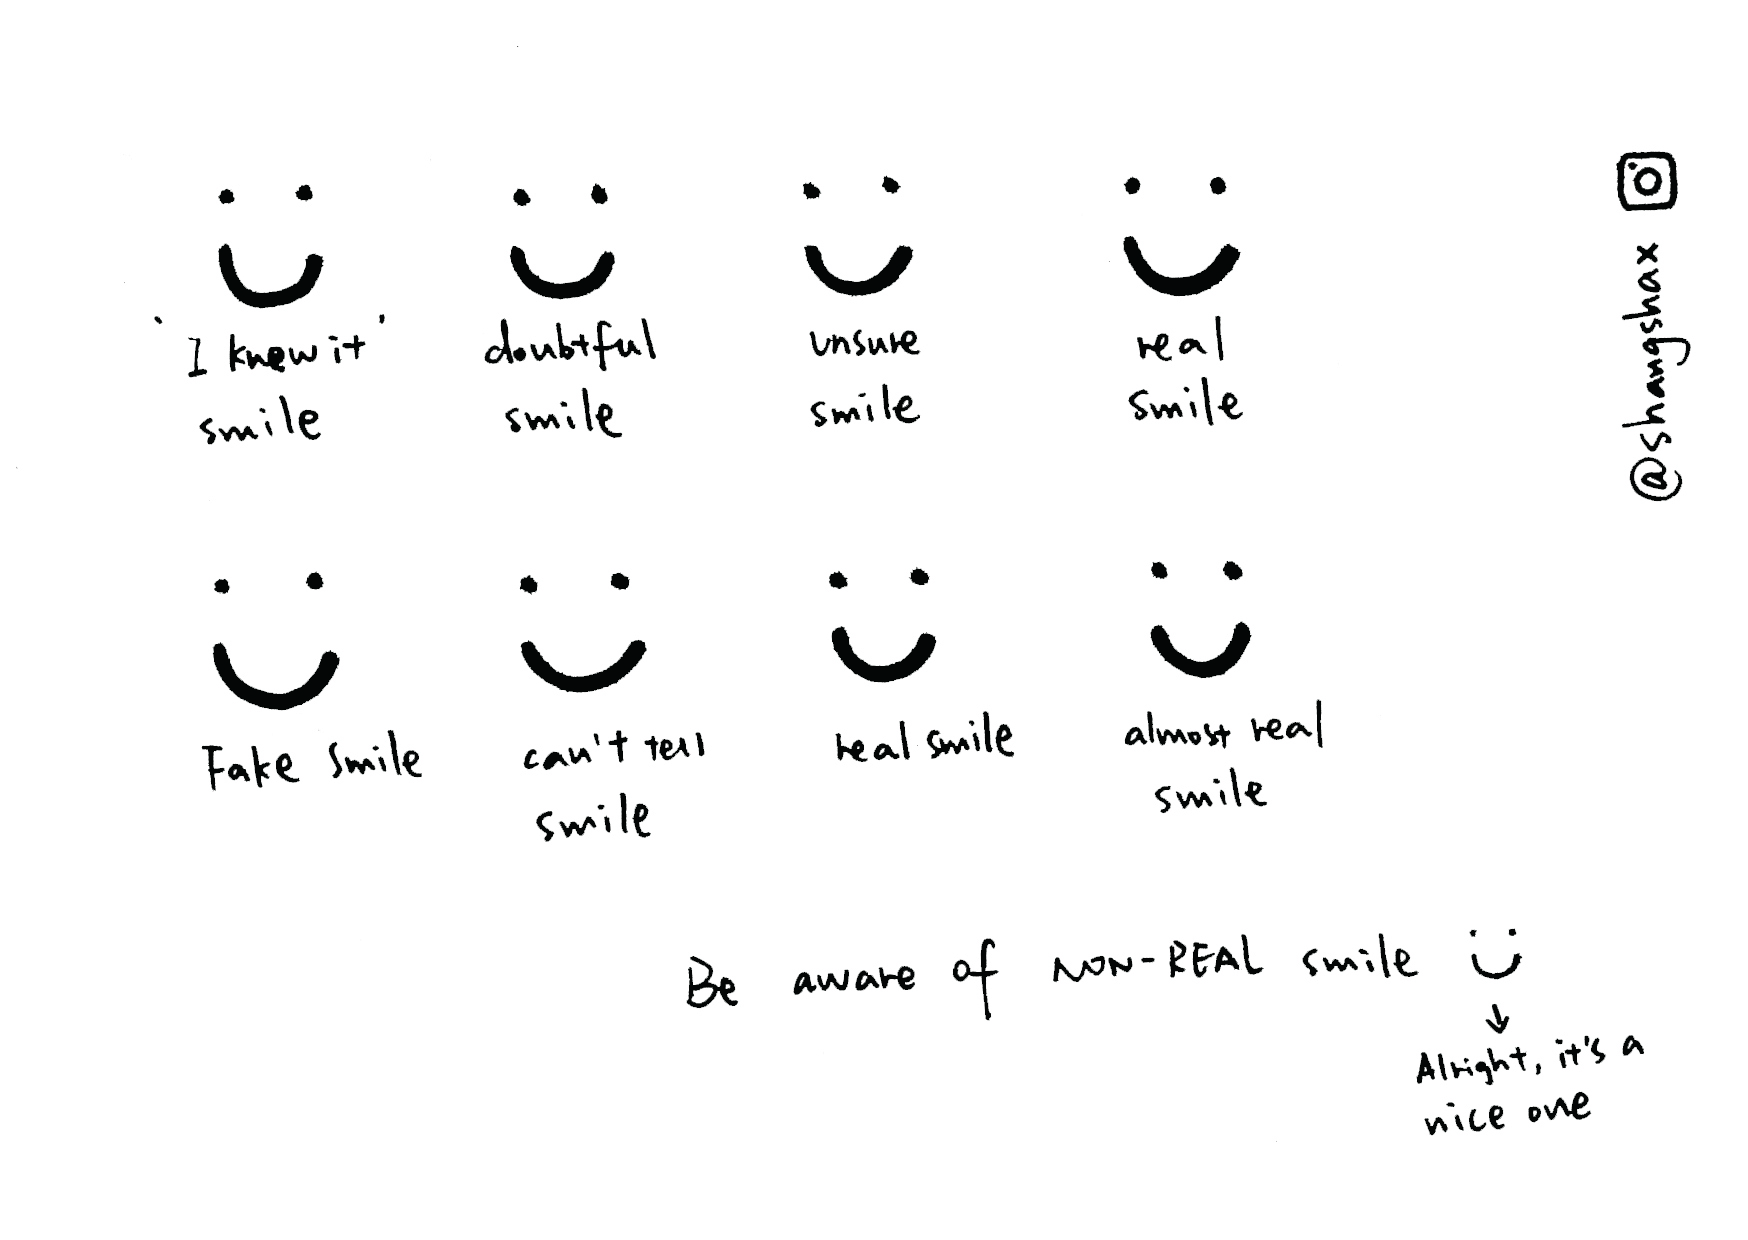 'I knew it'
smile
doubtful
smile
unsure
smile
real
smile
Fake smile
can't tell
smile
real smile
almost real
smile
Be aware of NON-REAL smile
Alright, it's a
nice one
@shangshax